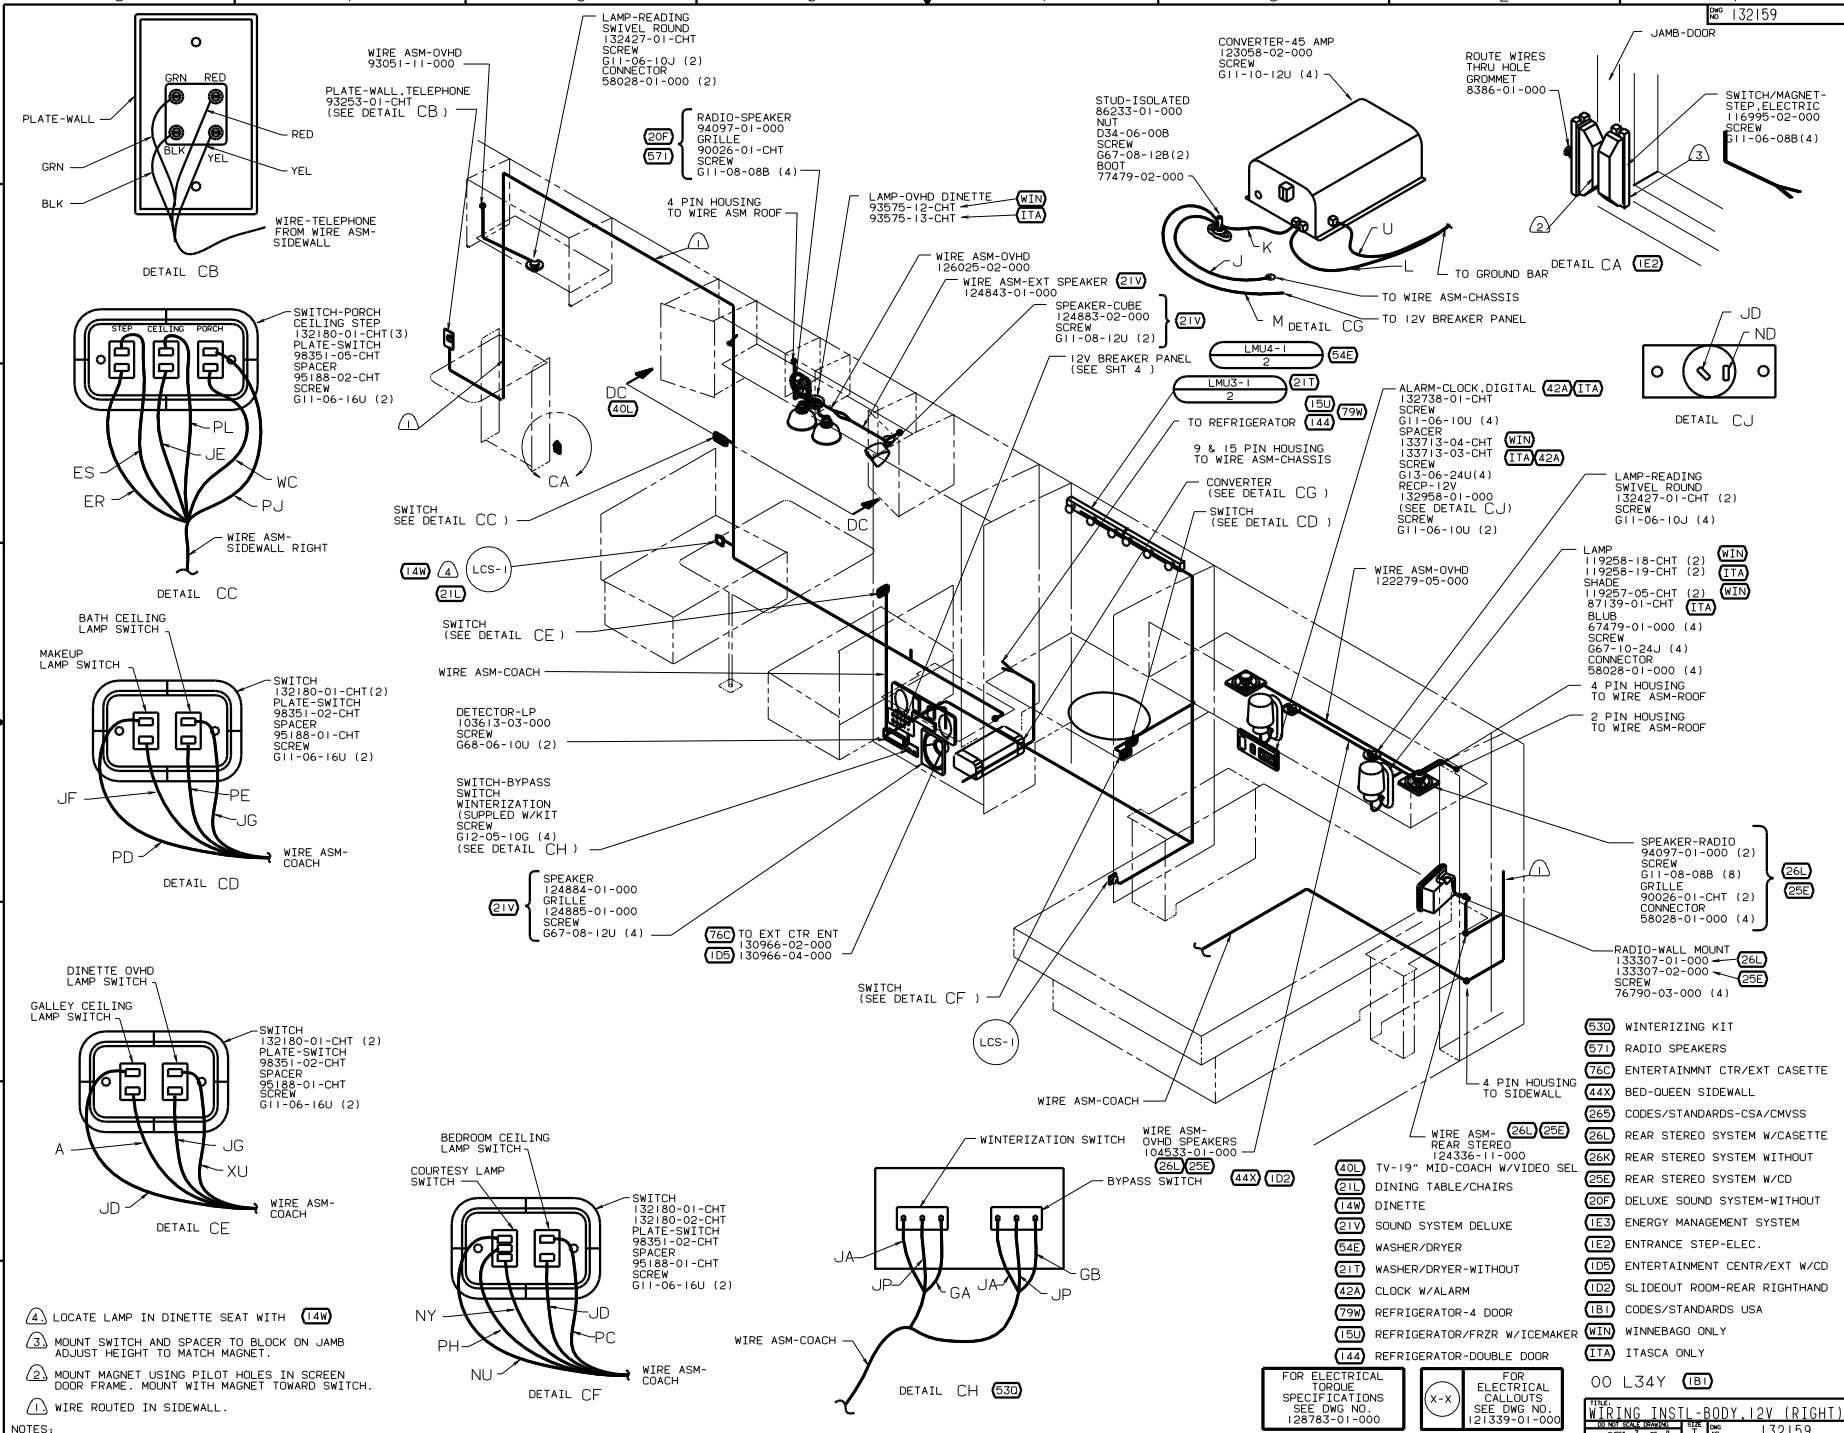 DWG NO 132159
GRN RED
PLATE-WALL
RED
BLK
YEL
GRN
YEL
BLK
WIRE-TELEPHONE
FROM WIRE ASM-
SIDEWALL
DETAIL CB
WIRE ASM-OVHD
93051-11-000
PLATE-WALL,TELEPHONE
93253-01-CHT
(SEE DETAIL CB )
LAMP-READING
SWIVEL ROUND
132427-01-CHT
SCREW
G11-06-10J (2)
CONNECTOR
58028-01-000 (2)
20F
571
RADIO-SPEAKER
94097-01-000
GRILLE
90026-01-CHT
SCREW
G11-08-08B (4)
4 PIN HOUSING
TO WIRE ASM ROOF
LAMP-OVHD DINETTE
93575-12-CHT WIN
93575-13-CHT ITA
1
WIRE ASM-OVHD
126025-02-000
WIRE ASM-EXT SPEAKER 21V
124843-01-000
SPEAKER-CUBE
124883-02-000
SCREW
G11-08-12U (2)
21V
12V BREAKER PANEL
(SEE SHT 4 )
CONVERTER-45 AMP
123058-02-000
SCREW
G11-10-12U (4)
STUD-ISOLATED
86233-01-000
NUT
D34-06-00B
SCREW
G67-08-12B(2)
BOOT
77479-02-000
K
U
J
L
TO GROUND BAR
TO WIRE ASM-CHASSIS
M
TO 12V BREAKER PANEL
DETAIL CG
JAMB-DOOR
ROUTE WIRES
THRU HOLE
GROMMET
8386-01-000
SWITCH/MAGNET-
STEP,ELECTRIC
116995-02-000
SCREW
G11-06-08B(4)
3
2
DETAIL CA 1E2
JD
ND
DETAIL CJ
STEP CEILING PORCH
SWITCH-PORCH
CEILING STEP
132180-01-CHT(3)
PLATE-SWITCH
98351-05-CHT
SPACER
95188-02-CHT
SCREW
G11-06-16U (2)
PL
JE
ES
WC
ER
PJ
WIRE ASM-
SIDEWALL RIGHT
DETAIL CC
1
DC
40L
CA
DC
SWITCH
SEE DETAIL CC )
14W 4 LCS-1
21L
LMU4-1
2
54E
LMU3-1
2
21T
15U
79W
TO REFRIGERATOR 144
9 & 15 PIN HOUSING
TO WIRE ASM-CHASSIS
CONVERTER
(SEE DETAIL CG )
SWITCH
(SEE DETAIL CD )
ALARM-CLOCK,DIGITAL 42A ITA
132738-01-CHT
SCREW
G11-06-10U (4)
SPACER
133713-04-CHT WIN
133713-03-CHT ITA 42A
SCREW
G13-06-24U(4)
RECP-12V
132958-01-000
(SEE DETAIL CJ)
SCREW
G11-06-10U (2)
LAMP-READING
SWIVEL ROUND
132427-01-CHT (2)
SCREW
G11-06-10J (4)
WIRE ASM-OVHD
122279-05-000
LAMP
119258-18-CHT (2) WIN
119258-19-CHT (2) ITA
SHADE
119257-05-CHT (2) WIN
87139-01-CHT ITA
BLUB
67479-01-000 (4)
SCREW
G67-10-24J (4)
CONNECTOR
58028-01-000 (4)
4 PIN HOUSING
TO WIRE ASM-ROOF
2 PIN HOUSING
TO WIRE ASM-ROOF
BATH CEILING
LAMP SWITCH
MAKEUP
LAMP SWITCH
SWITCH
132180-01-CHT(2)
PLATE-SWITCH
98351-02-CHT
SPACER
95188-01-CHT
SCREW
G11-06-16U (2)
JF
PE
JG
PD
WIRE ASM-
COACH
DETAIL CD
SWITCH
(SEE DETAIL CE )
WIRE ASM-COACH
DETECTOR-LP
103613-03-000
SCREW
G68-06-10U (2)
SWITCH-BYPASS
SWITCH
WINTERIZATION
(SUPPLED W/KIT
SCREW
G12-05-10G (4)
(SEE DETAIL CH )
21V
SPEAKER
124884-01-000
GRILLE
124885-01-000
SCREW
G67-08-12U (4)
76C TO EXT CTR ENT
130966-02-000
1D5 130966-04-000
SWITCH
(SEE DETAIL CF )
LCS-1
SPEAKER-RADIO
94097-01-000 (2)
SCREW
G11-08-08B (8)
GRILLE
90026-01-CHT (2)
CONNECTOR
58028-01-000 (4)
26L
25E
1
RADIO-WALL MOUNT
133307-01-000 26L
133307-02-000 25E
SCREW
76790-03-000 (4)
DINETTE OVHD
LAMP SWITCH
GALLEY CEILING
LAMP SWITCH
SWITCH
132180-01-CHT (2)
PLATE-SWITCH
98351-02-CHT
SPACER
95188-01-CHT
SCREW
G11-06-16U (2)
A
JG
XU
JD
WIRE ASM-
COACH
DETAIL CE
BEDROOM CEILING
LAMP SWITCH
COURTESY LAMP
SWITCH
SWITCH
132180-01-CHT
132180-02-CHT
PLATE-SWITCH
98351-02-CHT
SPACER
95188-01-CHT
SCREW
G11-06-16U (2)
NY
JD
PH
PC
NU
WIRE ASM-
COACH
DETAIL CF
WINTERIZATION SWITCH
BYPASS SWITCH
JA
JP
GA
JA
JP
GB
WIRE ASM-COACH
DETAIL CH 53Q
WIRE ASM-COACH
WIRE ASM-
OVHD SPEAKERS
104533-01-000
26L 25E
44X 1D2
4 PIN HOUSING
TO SIDEWALL
WIRE ASM- 26L 25E
REAR STEREO
124336-11-000
40L TV-19" MID-COACH W/VIDEO SEL
21L DINING TABLE/CHAIRS
14W DINETTE
21V SOUND SYSTEM DELUXE
54E WASHER/DRYER
21T WASHER/DRYER-WITHOUT
42A CLOCK W/ALARM
79W REFRIGERATOR-4 DOOR
15U REFRIGERATOR/FRZR W/ICEMAKER
144 REFRIGERATOR-DOUBLE DOOR
53Q WINTERIZING KIT
571 RADIO SPEAKERS
76C ENTERTAINMNT CTR/EXT CASETTE
44X BED-QUEEN SIDEWALL
265 CODES/STANDARDS-CSA/CMVSS
26L REAR STEREO SYSTEM W/CASETTE
26K REAR STEREO SYSTEM WITHOUT
25E REAR STEREO SYSTEM W/CD
20F DELUXE SOUND SYSTEM-WITHOUT
1E3 ENERGY MANAGEMENT SYSTEM
1E2 ENTRANCE STEP-ELEC.
1D5 ENTERTAINMENT CENTR/EXT W/CD
1D2 SLIDEOUT ROOM-REAR RIGHTHAND
1B1 CODES/STANDARDS USA
WIN WINNEBAGO ONLY
ITA ITASCA ONLY
00 L34Y 1B1
4. LOCATE LAMP IN DINETTE SEAT WITH 14W
3. MOUNT SWITCH AND SPACER TO BLOCK ON JAMB
ADJUST HEIGHT TO MATCH MAGNET.
2. MOUNT MAGNET USING PILOT HOLES IN SCREEN
DOOR FRAME. MOUNT WITH MAGNET TOWARD SWITCH.
1. WIRE ROUTED IN SIDEWALL.
NOTES:
FOR ELECTRICAL
TORQUE
SPECIFICATIONS
SEE DWG NO.
128783-01-000
X-X
FOR
ELECTRICAL
CALLOUTS
SEE DWG NO.
121339-01-000
TITLE:
WIRING INSTL-BODY,12V (RIGHT)
DO NOT SCALE DRAWING
SIZE
DWG
132159